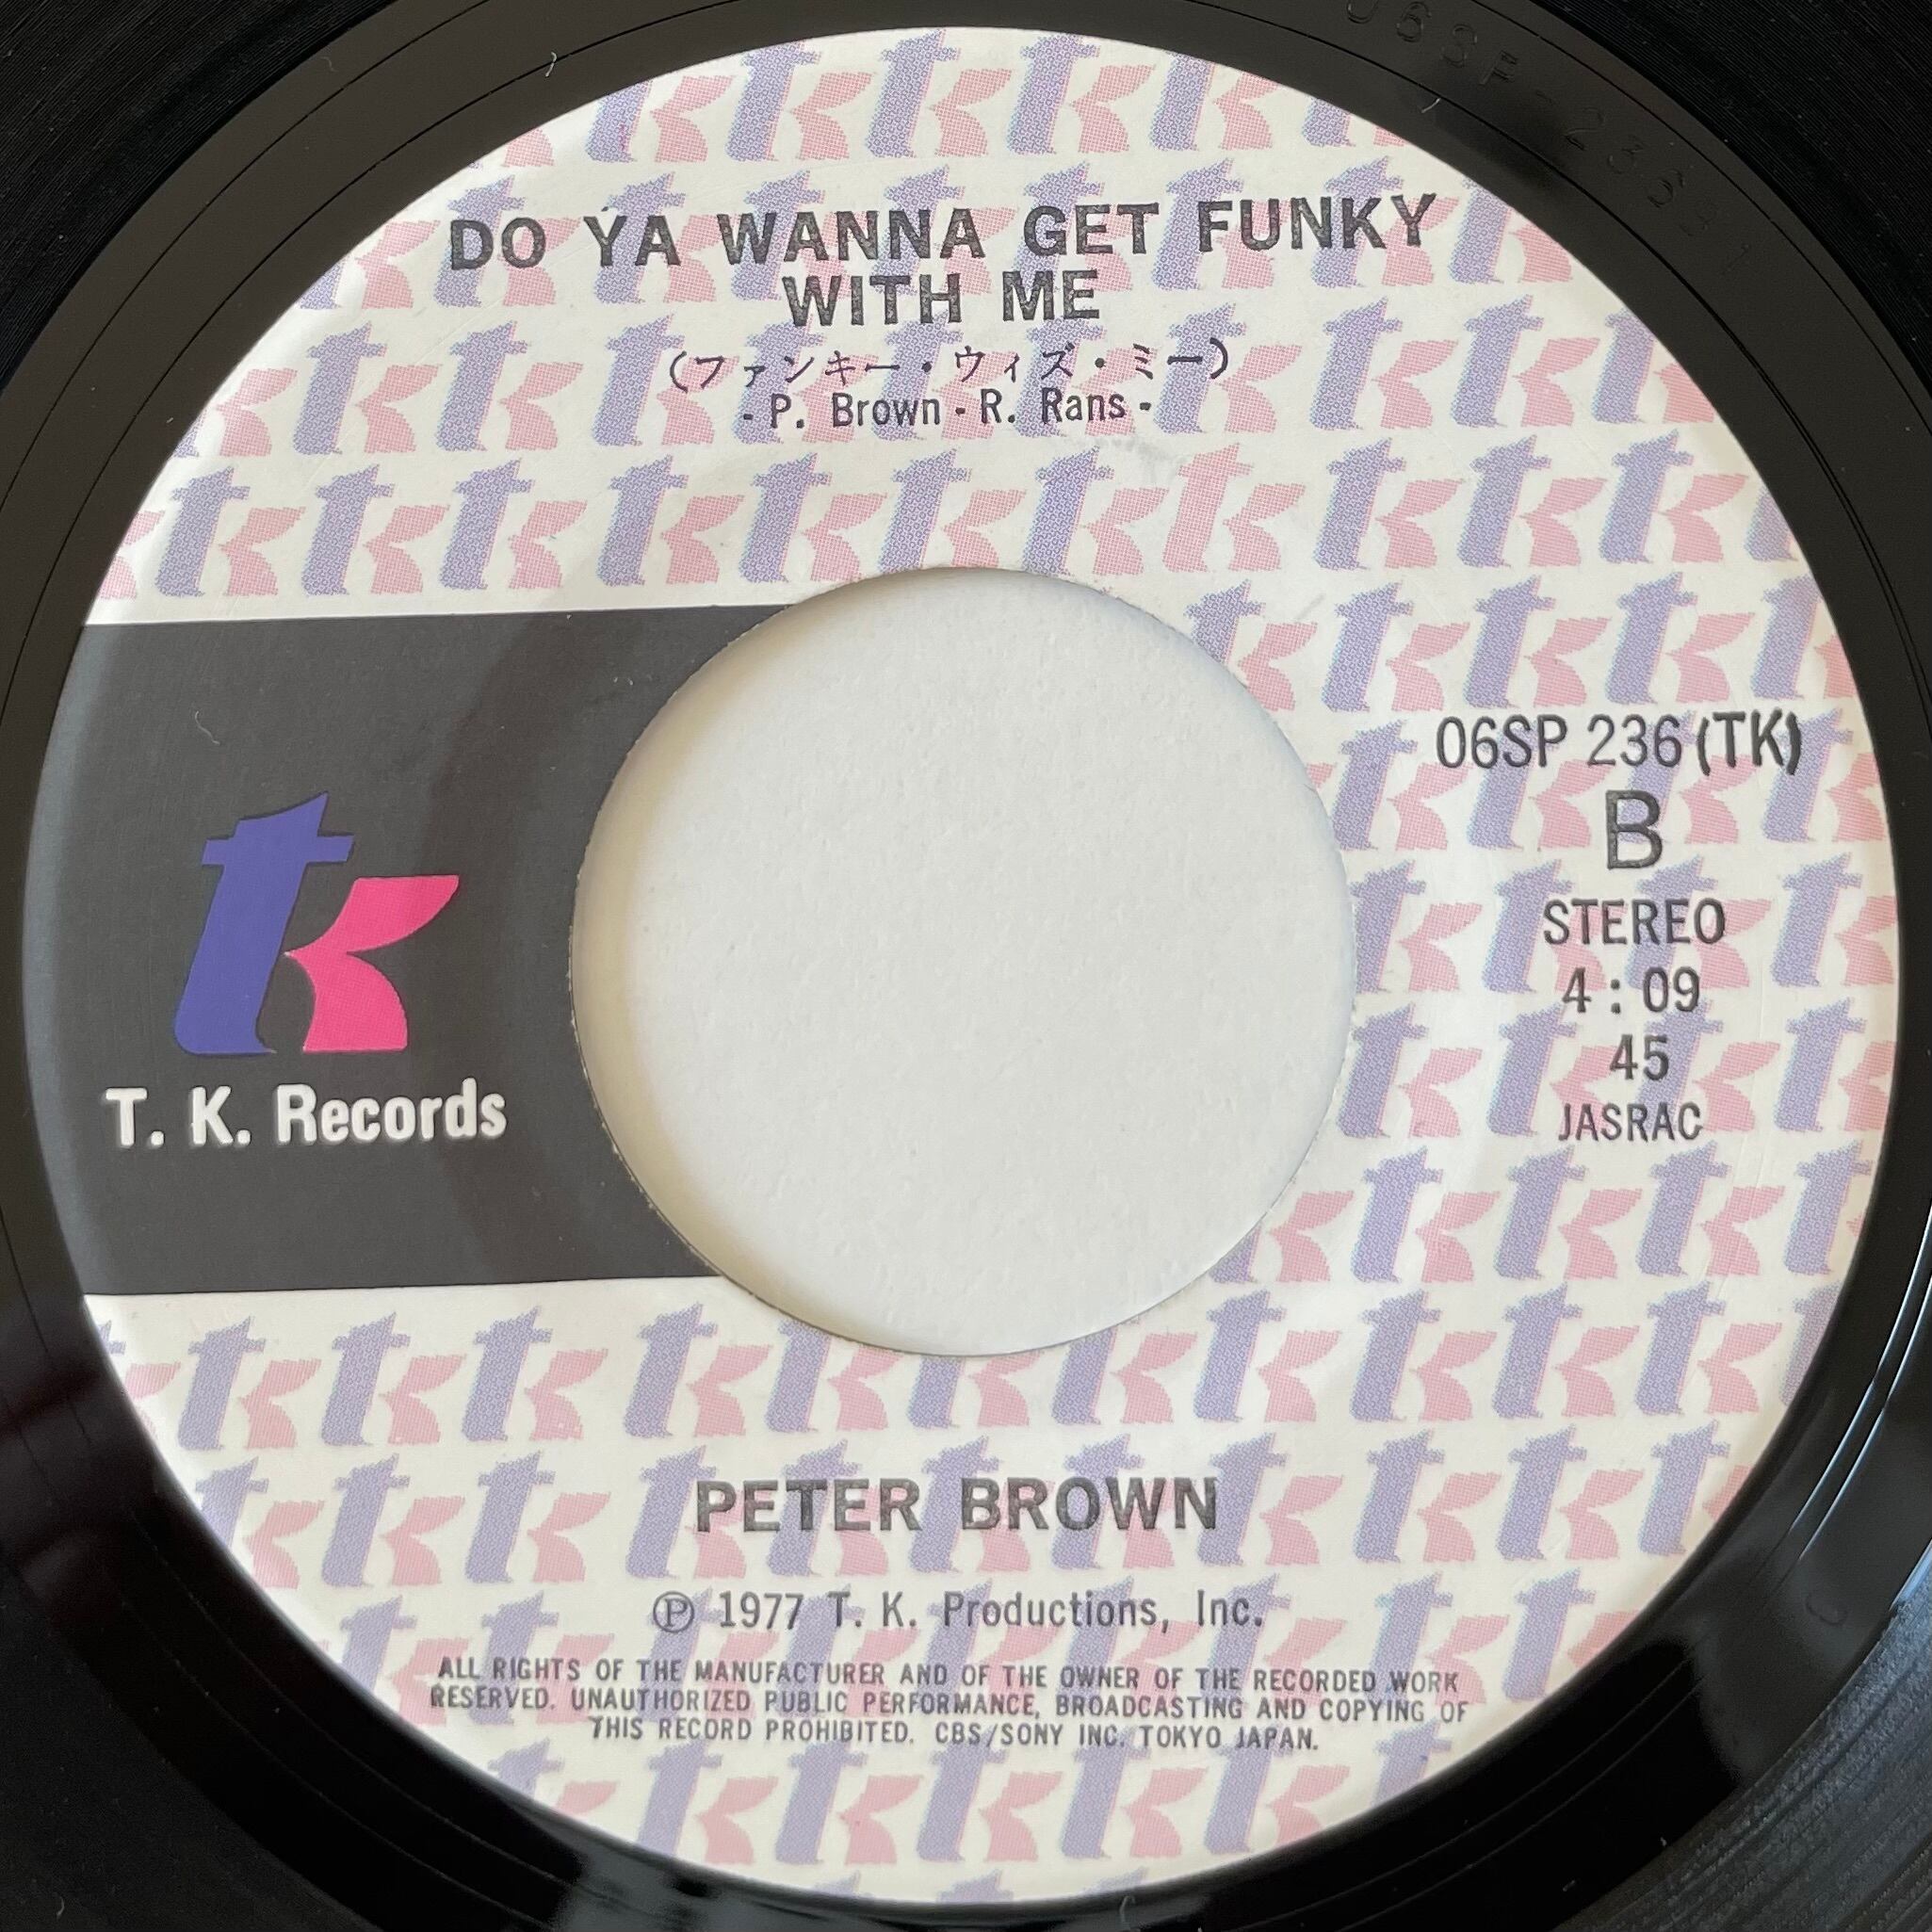 DO YA WANNA GET FUNKY
WITH ME
(ファンキー・ウィズ・ミー)
- P. Brown - R. Rans -
tk
T. K. Records
06SP 236 (TK)
B
STEREO
4 : 09
45
JASRAC
PETER BROWN
℗ 1977 T. K. Productions, Inc.
ALL RIGHTS OF THE MANUFACTURER AND OF THE OWNER OF THE RECORDED WORK
RESERVED. UNAUTHORIZED PUBLIC PERFORMANCE, BROADCASTING AND COPYING OF
THIS RECORD PROHIBITED. CBS/SONY INC. TOKYO JAPAN.